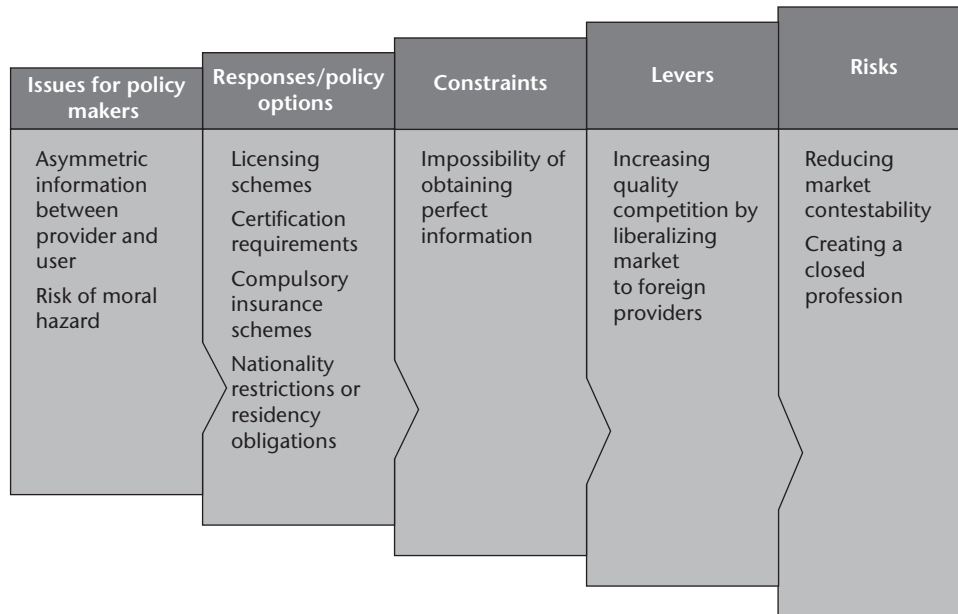 Issues for policy
makers
Asymmetric
information
between
provider and
user
Risk of moral
hazard
Responses/policy
options
Licensing
schemes
Certification
requirements
Compulsory
insurance
schemes
Nationality
restrictions or
residency
obligations
Constraints
Impossibility of
obtaining
perfect
information
Levers
Increasing
quality
competition by
liberalizing
market
to foreign
providers
Risks
Reducing
market
contestability
Creating a
closed
profession